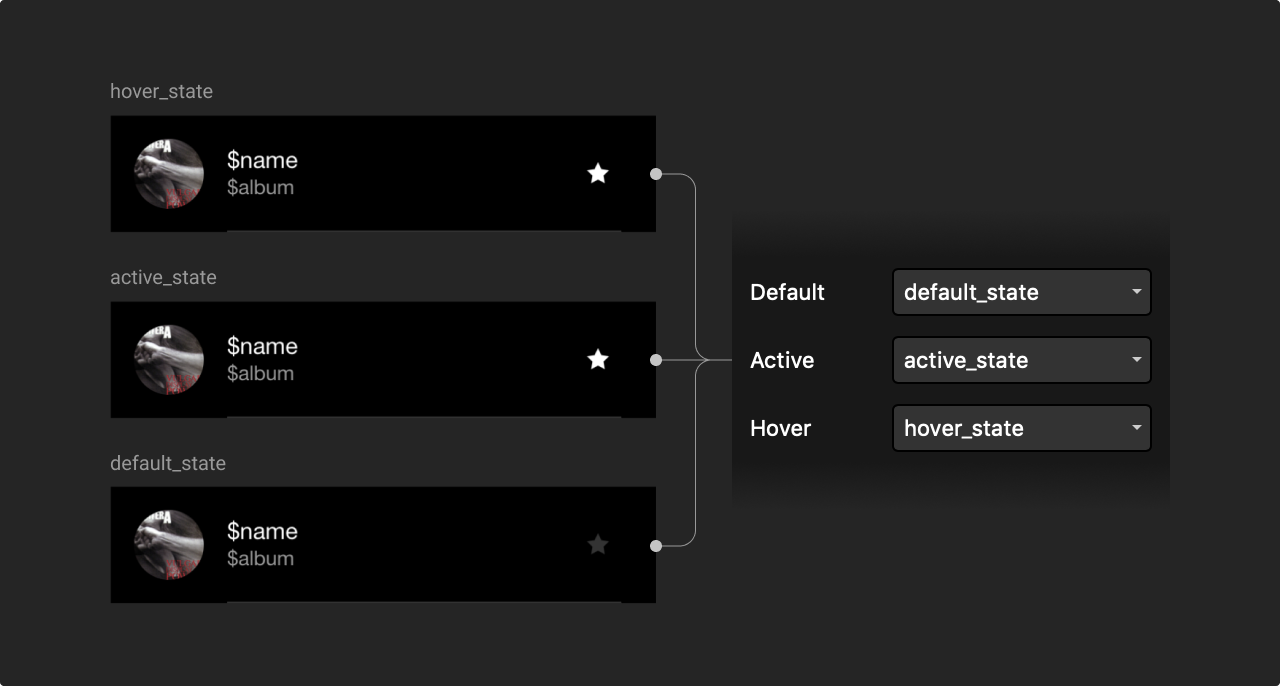 hover_state
$name
$album
active_state
$name
$album
default_state
$name
$album
Default default_state
Active active_state
Hover hover_state